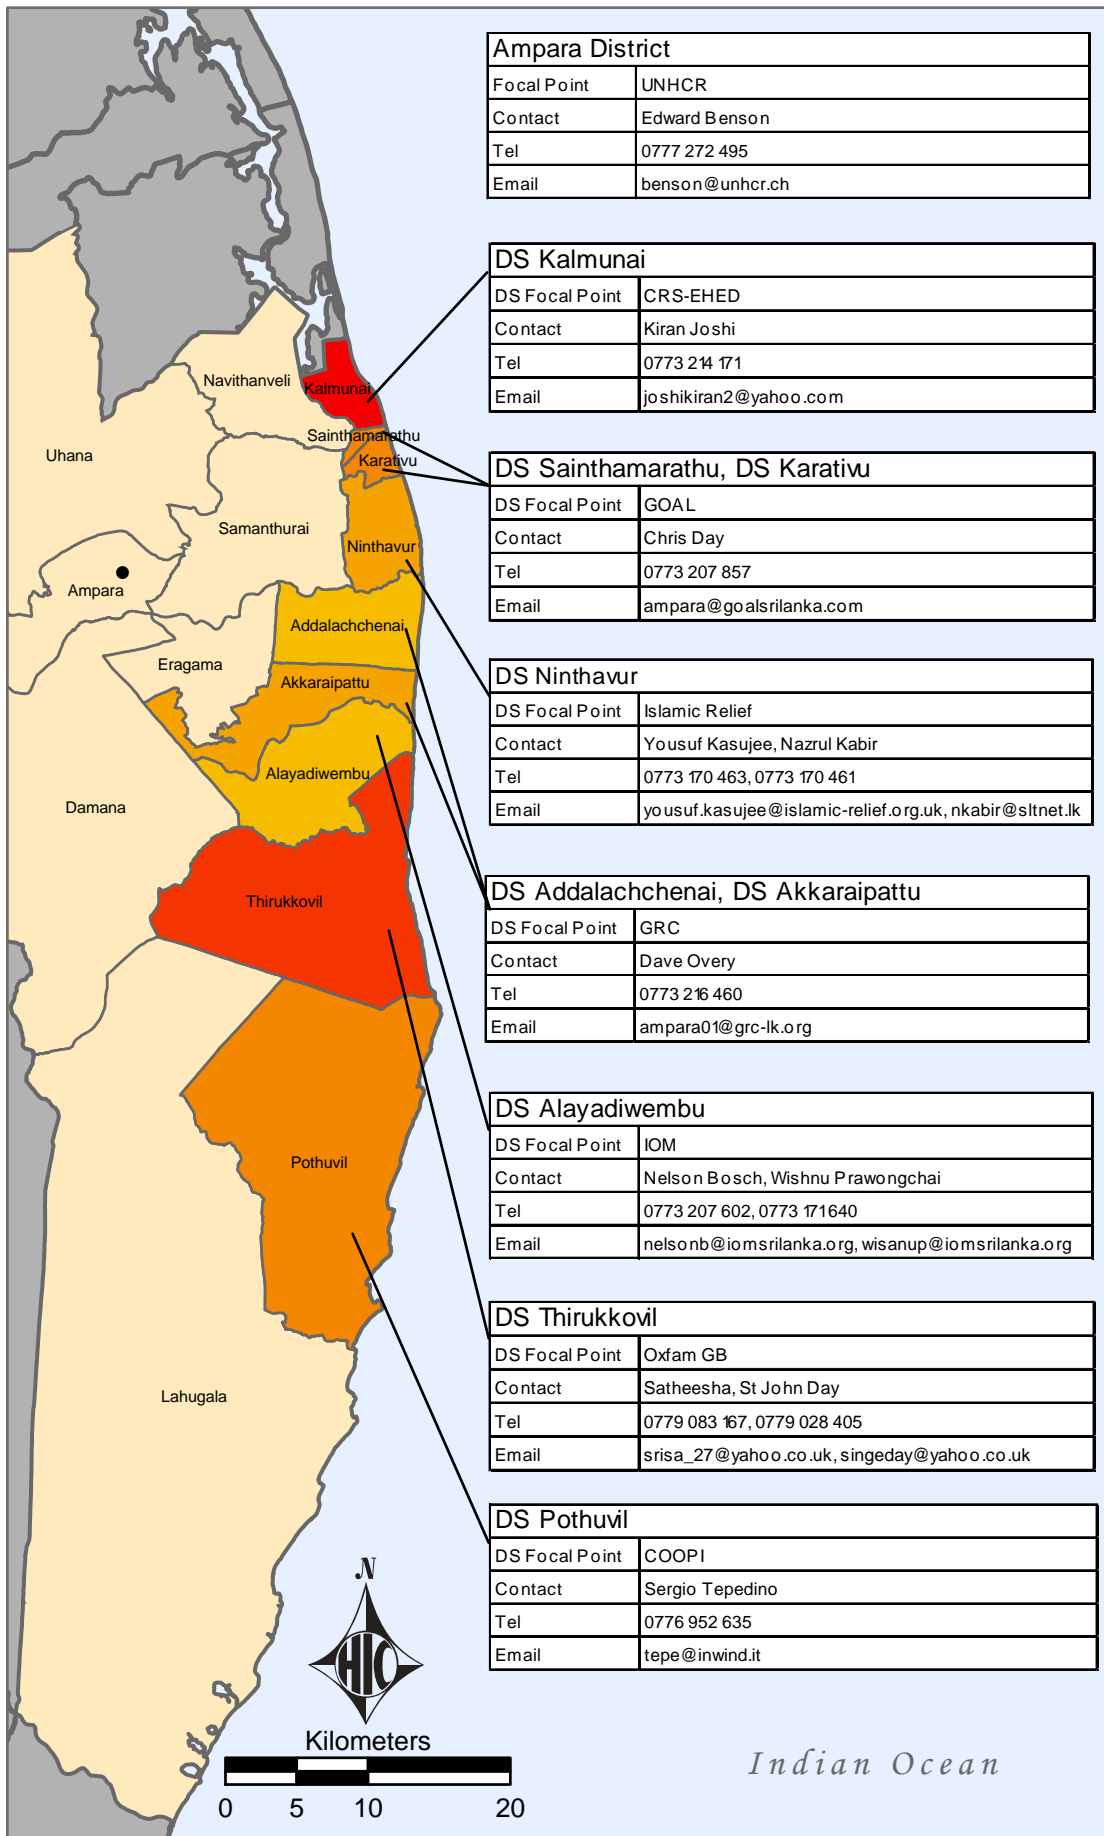 Ampara District
Focal Point UNHCR
Contact Edward Benson
Tel 0777 272 495
Email benson@unhcr.ch
DS Kalmunai
DS Focal Point CRS-EHED
Contact Kiran Joshi
Tel 0773 214 171
Email joshikiran2@yahoo.com
DS Sainthamarathu, DS Karativu
DS Focal Point GOAL
Contact Chris Day
Tel 0773 207 857
Email ampara@goalsrilanka.com
DS Ninthavur
DS Focal Point Islamic Relief
Contact Yousuf Kasujee, Nazrul Kabir
Tel 0773 170 463, 0773 170 461
Email yousuf.kasujee@islamic-relief.org.uk, nkabir@sltnet.lk
DS Addalachchenai, DS Akkaraipattu
DS Focal Point GRC
Contact Dave Overy
Tel 0773 216 460
Email ampara01@grc-lk.org
DS Alayadiwembu
DS Focal Point IOM
Contact Nelson Bosch, Wishnu Prawongchai
Tel 0773 207 602, 0773 171640
Email nelsonb@iomsrilanka.org, wisanup@iomsrilanka.org
DS Thirukkovil
DS Focal Point Oxfam GB
Contact Satheesha, St John Day
Tel 0779 083 167, 0779 028 405
Email srisa_27@yahoo.co.uk, singeday@yahoo.co.uk
DS Pothuvil
DS Focal Point COOPI
Contact Sergio Tepedino
Tel 0776 952 635
Email tepe@inwind.it
Navithanveli
Kalmunai
Sainthamarathu
Uhana
Karativu
Samanthurai
Ninthavur
Ampara
Addalachchenai
Eragama
Akkaraipattu
Alayadiwembu
Damana
Thirukkovil
Pothuvil
Lahugala
N
HIC
Kilometers
0 5 10 20
Indian Ocean